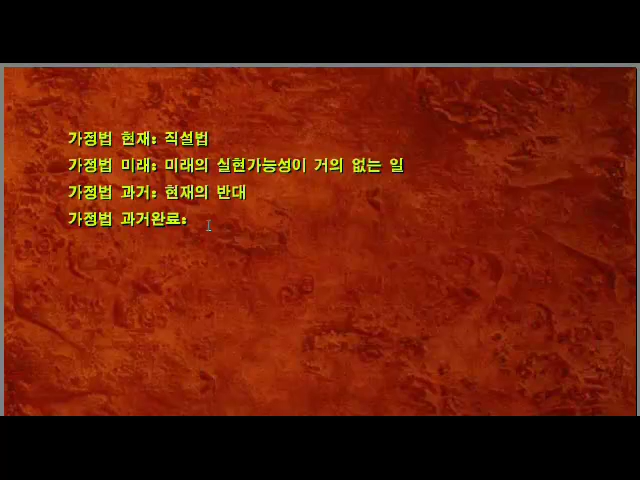 가정법 현재: 직설법
가정법 미래: 미래의 실현가능성이 거의 없는 일
가정법 과거: 현재의 반대
가정법 과거완료: